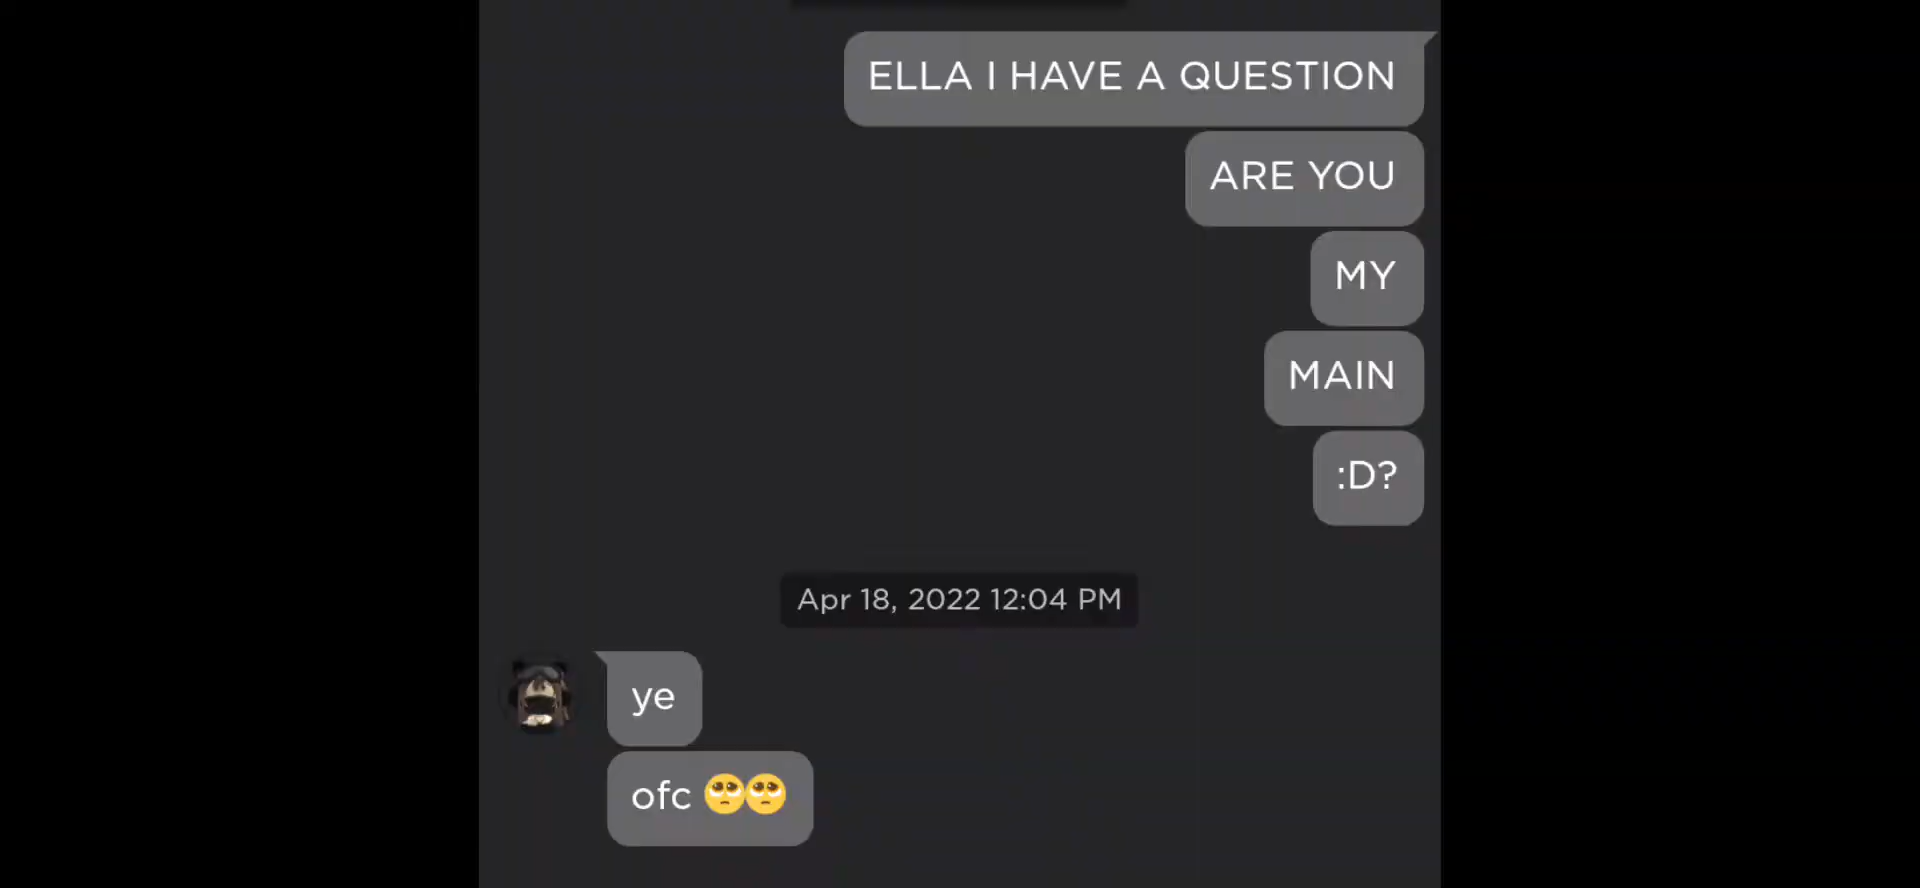 ELLA I HAVE A QUESTION
ARE YOU
MY
MAIN
:D?
Apr 18, 2022 12:04 PM
ye
ofc 🥺🥺